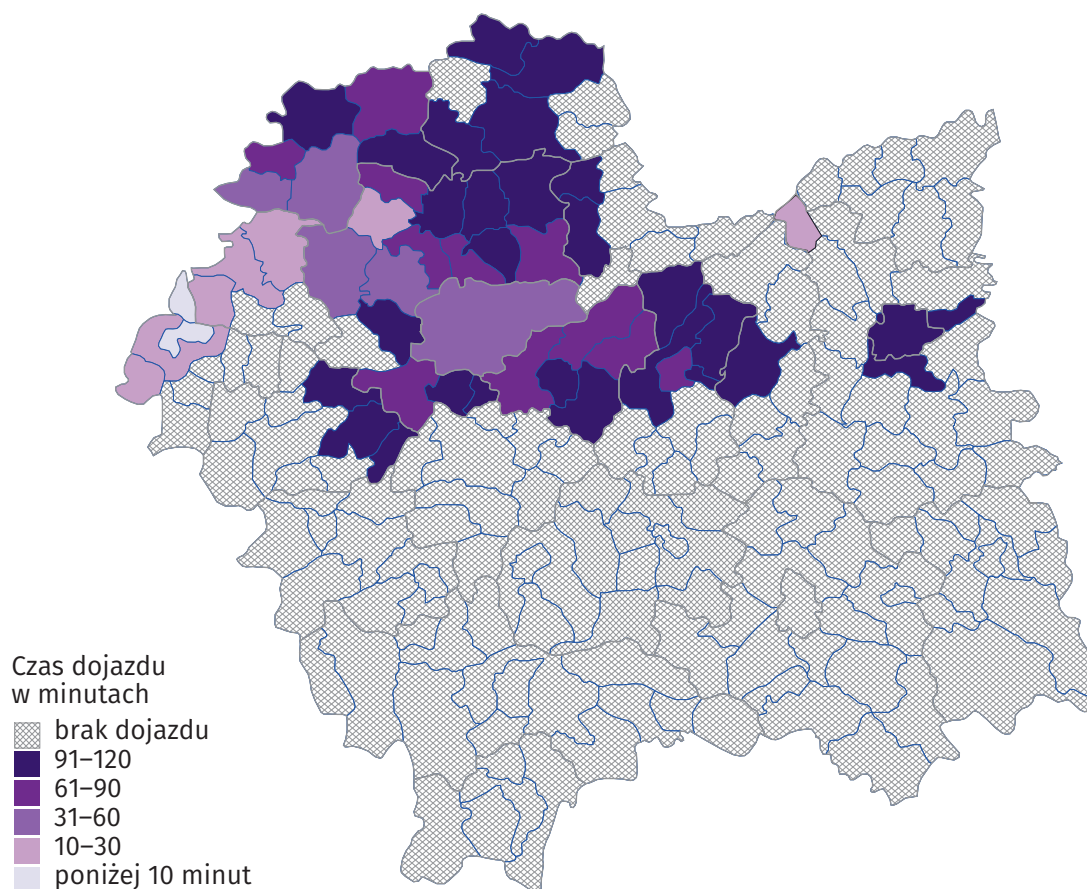 Czas dojazdu
w minutach
brak dojazdu
91–120
61–90
31–60
10–30
poniżej 10 minut